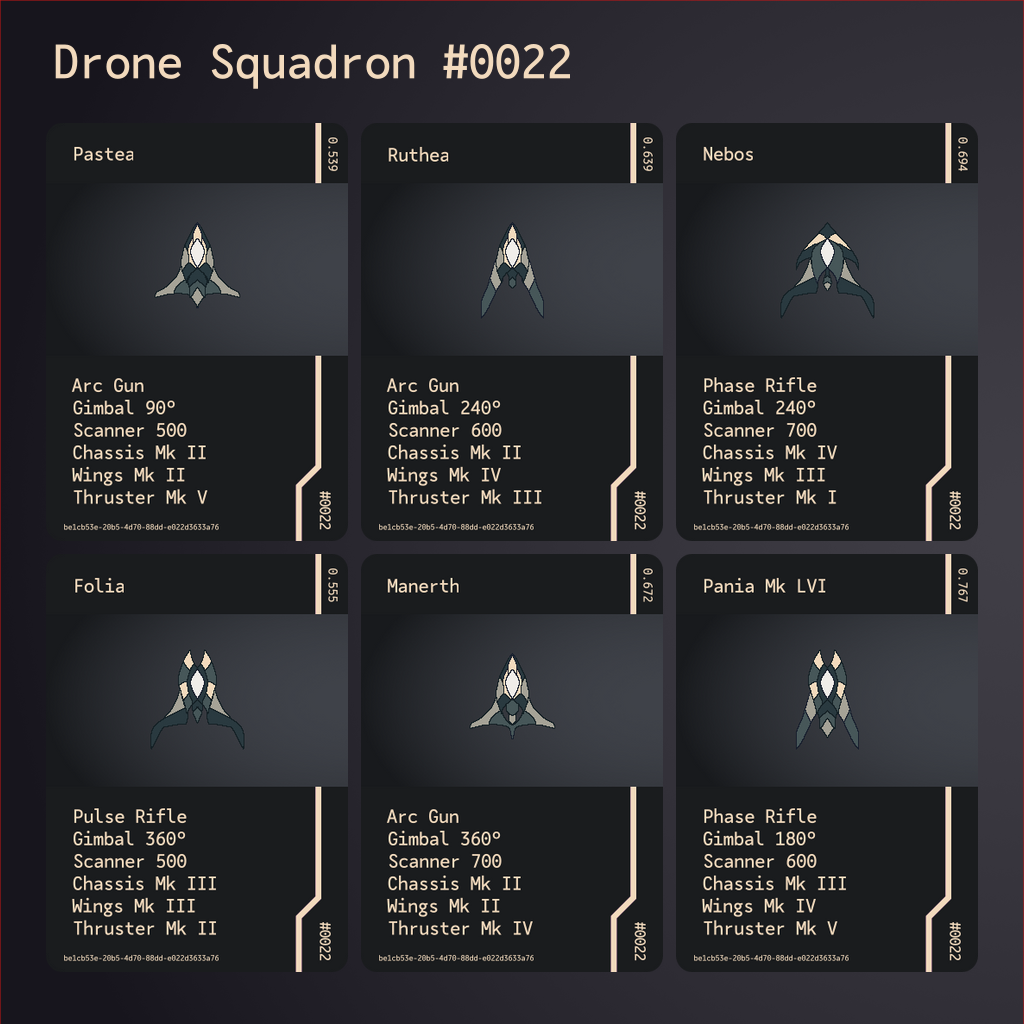 Drone Squadron #0022
Pastea
0.539
Arc Gun
Gimbal 90°
Scanner 500
Chassis Mk II
Wings Mk II
Thruster Mk V
#0022
be1cb53e-20b5-4d70-88dd-e022d3633a76
Ruthea
0.639
Arc Gun
Gimbal 240°
Scanner 600
Chassis Mk II
Wings Mk IV
Thruster Mk III
#0022
be1cb53e-20b5-4d70-88dd-e022d3633a76
Nebos
0.694
Phase Rifle
Gimbal 240°
Scanner 700
Chassis Mk IV
Wings Mk III
Thruster Mk I
#0022
be1cb53e-20b5-4d70-88dd-e022d3633a76
Folia
0.555
Pulse Rifle
Gimbal 360°
Scanner 500
Chassis Mk III
Wings Mk III
Thruster Mk II
#0022
be1cb53e-20b5-4d70-88dd-e022d3633a76
Manerth
0.672
Arc Gun
Gimbal 360°
Scanner 700
Chassis Mk II
Wings Mk II
Thruster Mk IV
#0022
be1cb53e-20b5-4d70-88dd-e022d3633a76
Pania Mk LVI
0.767
Phase Rifle
Gimbal 180°
Scanner 600
Chassis Mk III
Wings Mk IV
Thruster Mk V
#0022
be1cb53e-20b5-4d70-88dd-e022d3633a76